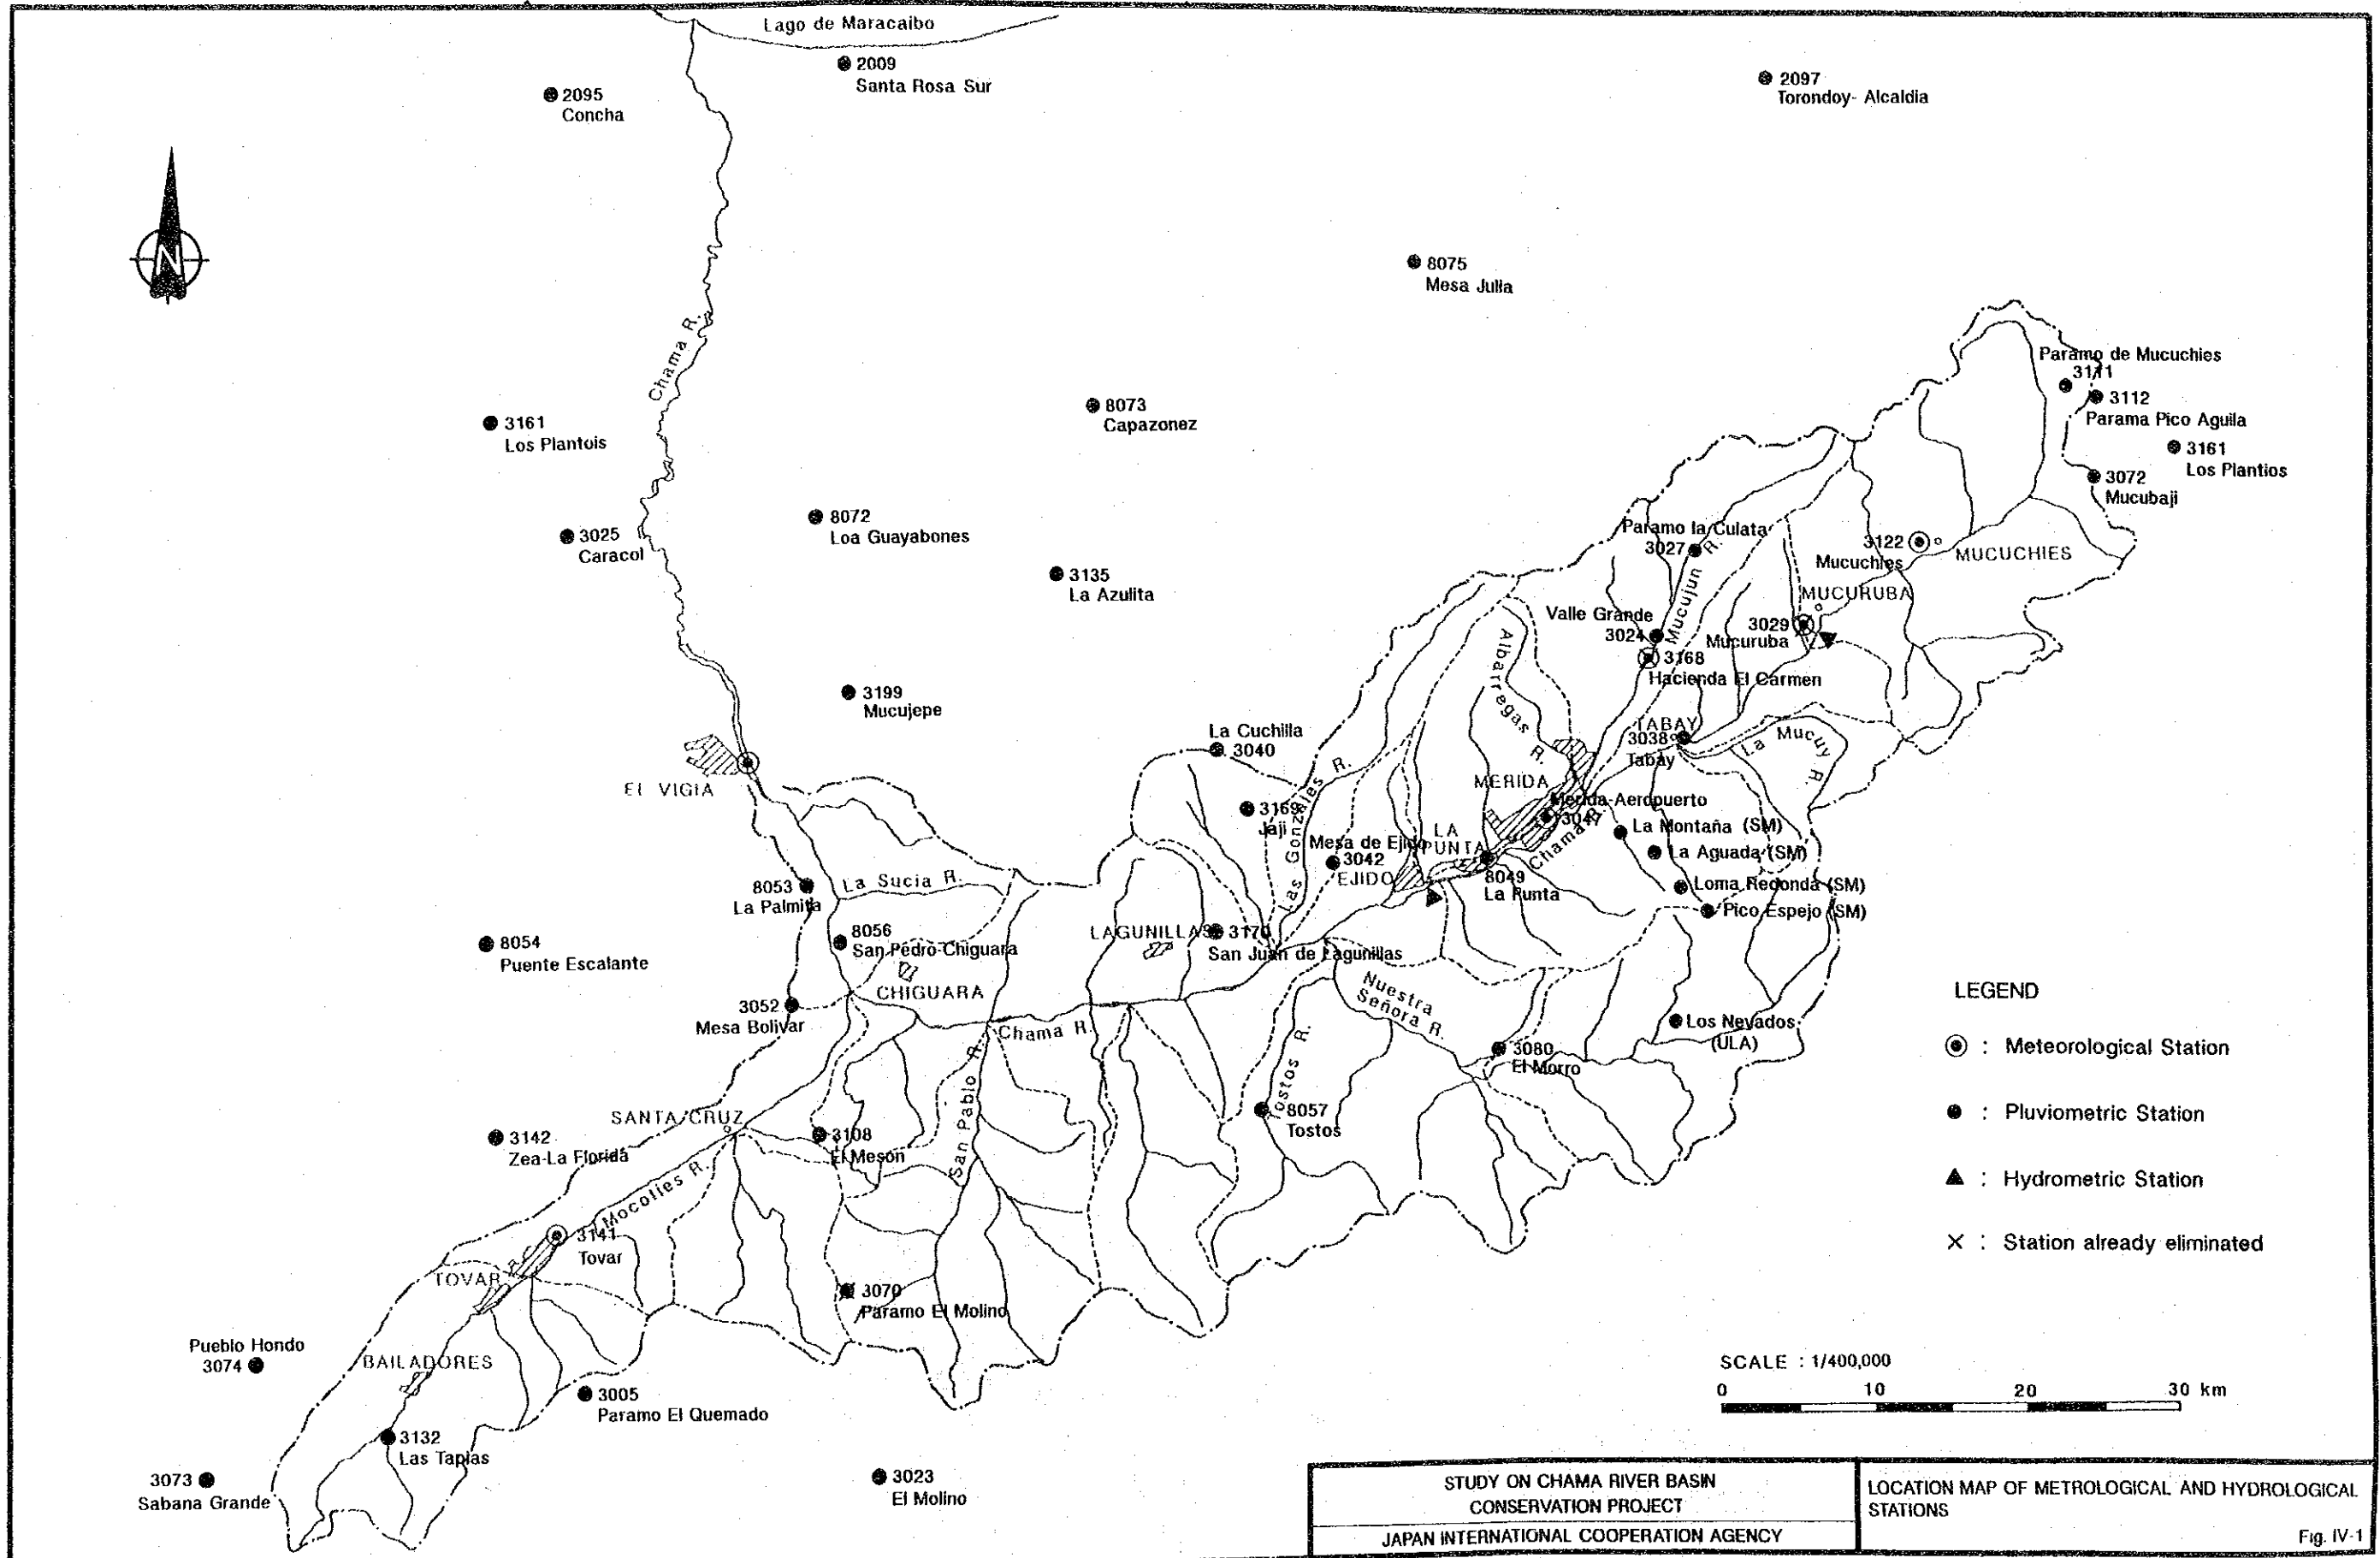 Lago de Maracaibo
2009
Santa Rosa Sur
2095
Concha
2097
Torondoy- Alcaldia
N
8075
Mesa Julia
Chama R.
Paramo de Mucuchies
3111
3112
Parama Pico Aguila
3161
Los Plantios
3072
Mucubaji
8073
Capazonez
3161
Los Plantois
8072
Loa Guayabones
3025
Caracol
3135
La Azulita
Paramo la Culata
3027
Mucujun R.
3122
Mucuchies
MUCUCHIES
MUCURUBA
3029
Mucuruba
Valle Grande
3024
3168
Hacienda El Carmen
Albarregas R.
3199
Mucujepe
La Cuchilla
3040
TABAY
3038
Tabay
La Mucuy R.
EL VIGIA
Las Gonzales R.
MERIDA
Merida-Aeropuerto
3047
Chama R.
3169
Jaji
Mesa de Ejido
3042
EJIDO
LA
PUNTA
8049
La Punta
La Montaña (SM)
La Aguada (SM)
Loma Redonda (SM)
Pico Espejo (SM)
8053
La Palmita
La Sucia R.
8056
San Pedro-Chiguara
CHIGUARA
LAGUNILLAS
3170
San Juan de Lagunillas
8054
Puente Escalante
3052
Mesa Bolivar
Chama R.
Nuestra
Señora R.
Los Nevados
(ULA)
3080
El Morro
Tostos R.
8057
Tostos
San Pablo R.
SANTA CRUZ
3108
El Meson
3142
Zea-La Florida
Mocoties R.
3141
Tovar
TOVAR
3070
Paramo El Molino
Pueblo Hondo
3074
BAILADORES
3005
Paramo El Quemado
3132
Las Tapias
3073
Sabana Grande
3023
El Molino
LEGEND
: Meteorological Station
: Pluviometric Station
: Hydrometric Station
× : Station already eliminated
SCALE : 1/400,000
0 10 20 30 km
STUDY ON CHAMA RIVER BASIN
CONSERVATION PROJECT
JAPAN INTERNATIONAL COOPERATION AGENCY
LOCATION MAP OF METROLOGICAL AND HYDROLOGICAL
STATIONS
Fig. IV-1